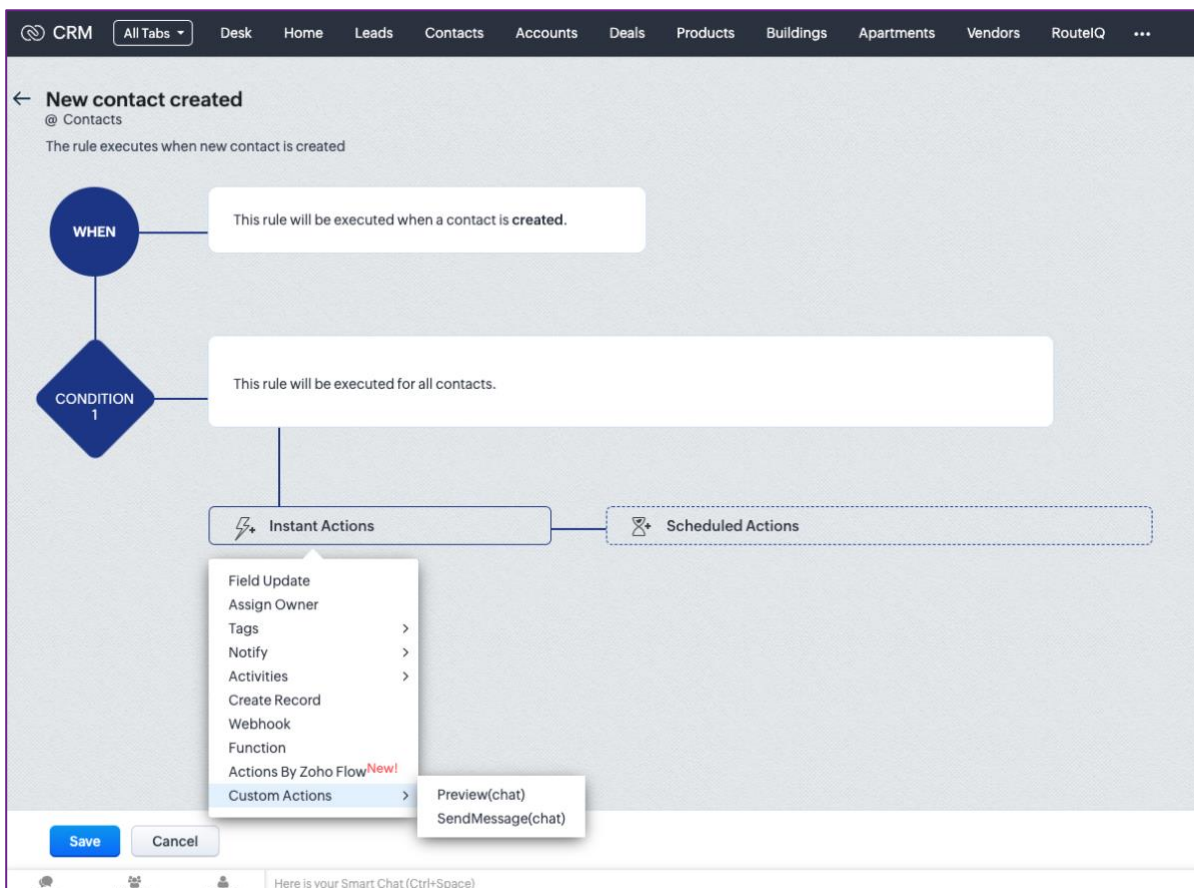 CRM All Tabs Desk Home Leads Contacts Accounts Deals Products Buildings Apartments Vendors RouteIQ •••
New contact created
@ Contacts
The rule executes when new contact is created
WHEN
This rule will be executed when a contact is created.
CONDITION
1
This rule will be executed for all contacts.
Instant Actions
Scheduled Actions
Field Update
Assign Owner
Tags
Notify
Activities
Create Record
Webhook
Function
Actions By Zoho Flow New!
Custom Actions
Preview(chat)
SendMessage(chat)
Save Cancel
Here is your Smart Chat (Ctrl+Space)